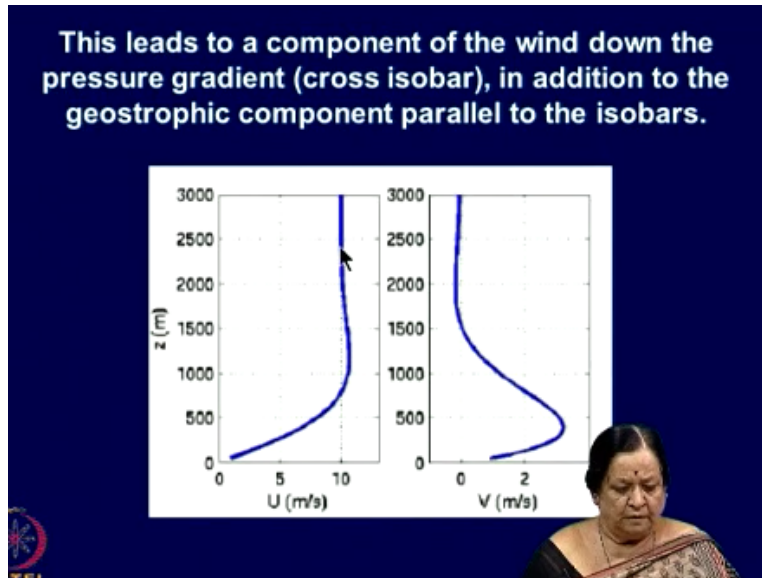 This leads to a component of the wind down the
pressure gradient (cross isobar), in addition to the
geostrophic component parallel to the isobars.
3000 3000
2500 2500
2000 2000
z (m) 1500 1500
1000 1000
500 500
0 0
0 5 10 0 2
U (m/s) V (m/s)